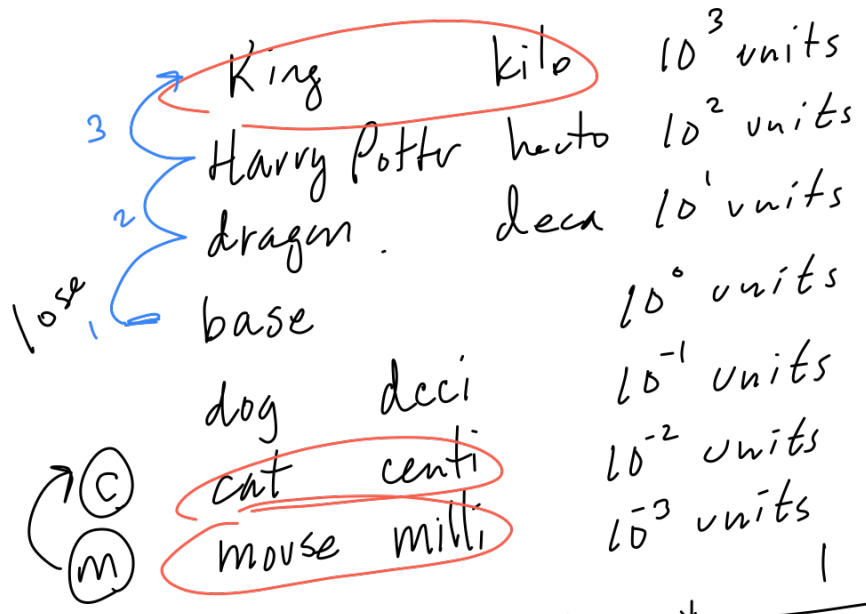 King kilo 10³ units
3
Harry Potter hecto 10² units
2
dragon. deca 10¹ units
lose
1 base 10⁰ units
dog deci 10⁻¹ units
C cat centi 10⁻² units
m mouse milli 10⁻³ units
1